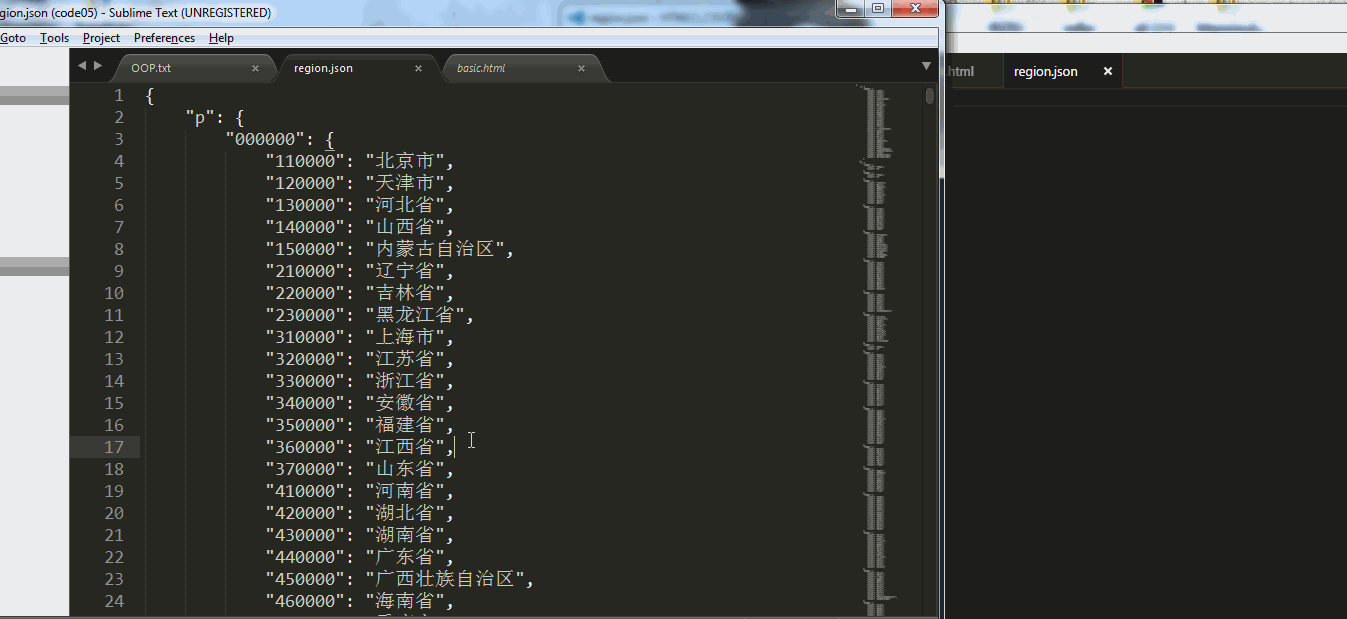 gion.json (code05) - Sublime Text (UNREGISTERED)
Goto Tools Project Preferences Help
OOP.txt region.json basic.html
.html region.json
1 {
2 "p": {
3 "000000": {
4 "110000": "北京市",
5 "120000": "天津市",
6 "130000": "河北省",
7 "140000": "山西省",
8 "150000": "内蒙古自治区",
9 "210000": "辽宁省",
10 "220000": "吉林省",
11 "230000": "黑龙江省",
12 "310000": "上海市",
13 "320000": "江苏省",
14 "330000": "浙江省",
15 "340000": "安徽省",
16 "350000": "福建省",
17 "360000": "江西省",
18 "370000": "山东省",
19 "410000": "河南省",
20 "420000": "湖北省",
21 "430000": "湖南省",
22 "440000": "广东省",
23 "450000": "广西壮族自治区",
24 "460000": "海南省",